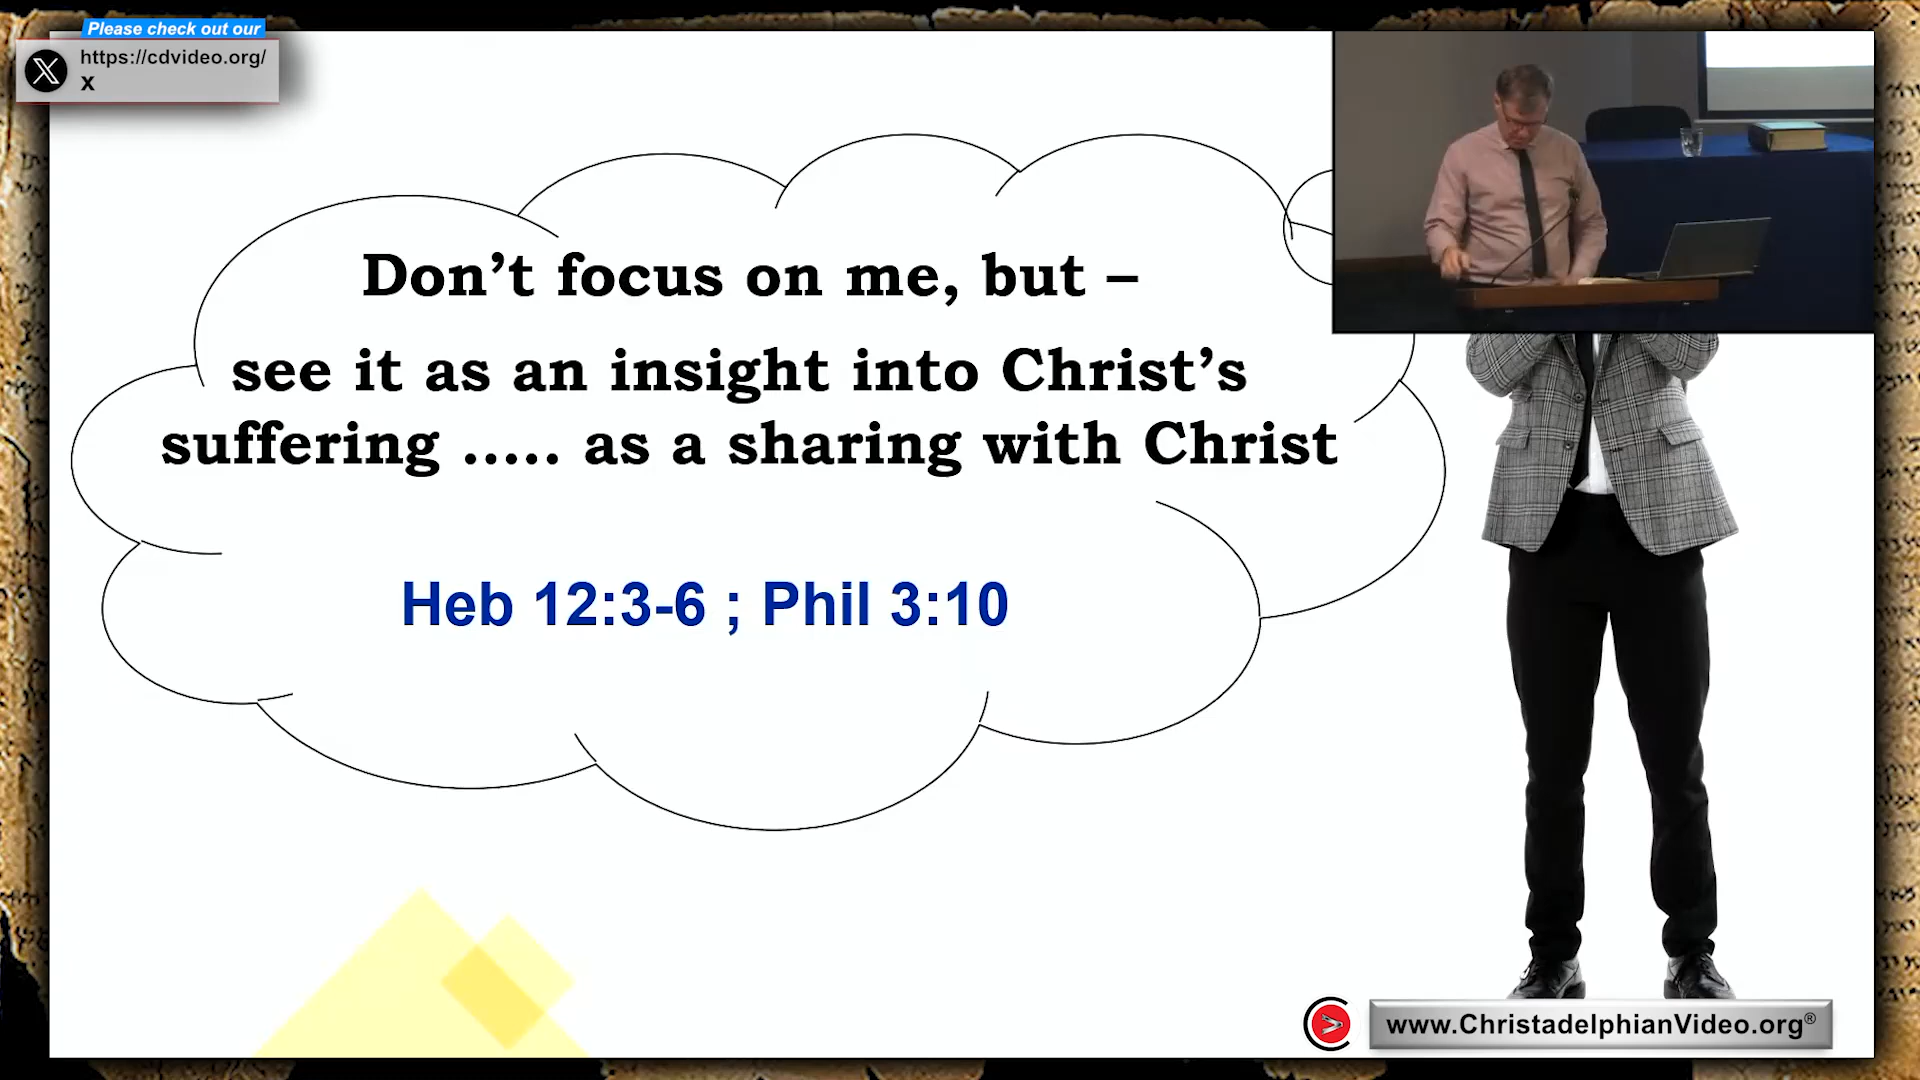 Please check out our
https://cdvideo.org/
x
Don’t focus on me, but –
see it as an insight into Christ’s
suffering ..... as a sharing with Christ
Heb 12:3-6 ; Phil 3:10
www.ChristadelphianVideo.org®